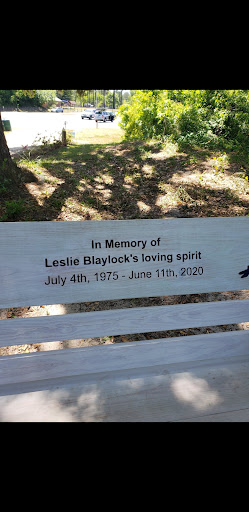 In Memory of
Leslie Blaylock's loving spirit
July 4th, 1975 - June 11th, 2020